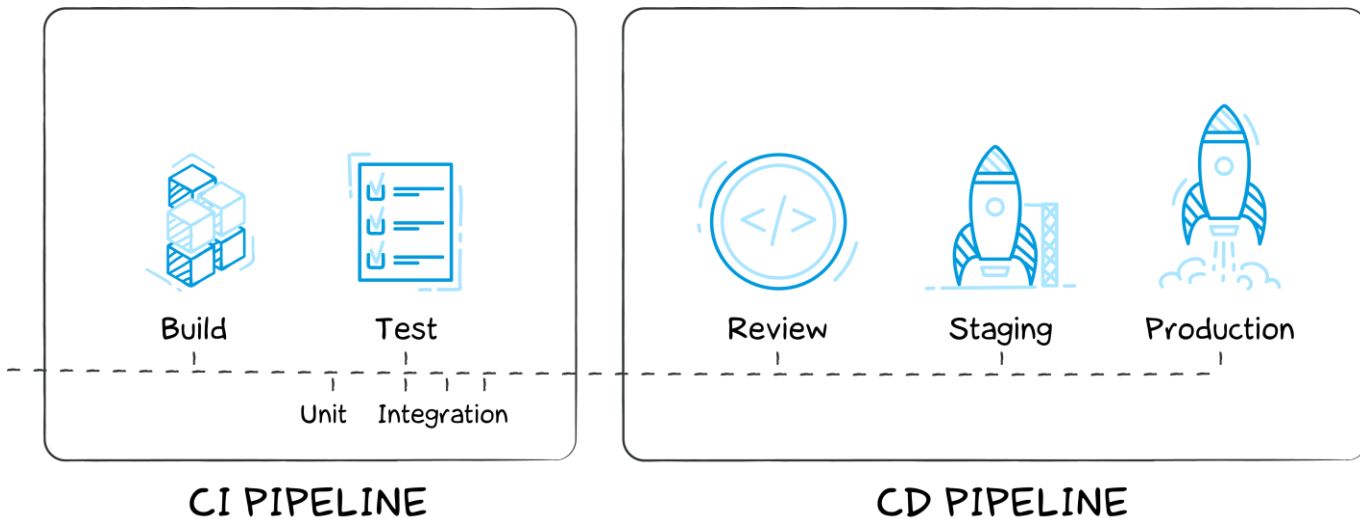 Build
Test
Review
Staging
Production
Unit
Integration
CI PIPELINE
CD PIPELINE